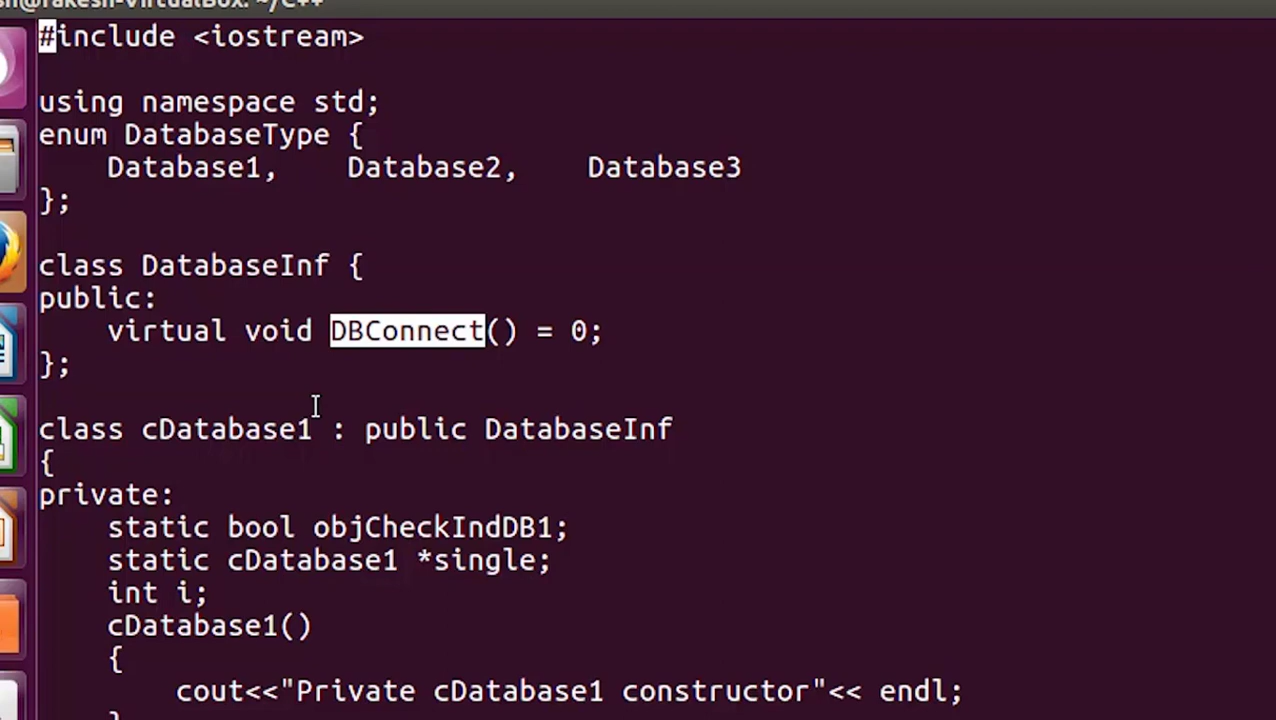 #include <iostream>
using namespace std;
enum DatabaseType {
    Database1,    Database2,    Database3
};
class DatabaseInf {
public:
    virtual void DBConnect() = 0;
};
class cDatabase1 : public DatabaseInf
{
private:
    static bool objCheckIndDB1;
    static cDatabase1 *single;
    int i;
    cDatabase1()
    {
        cout<<"Private cDatabase1 constructor"<< endl;